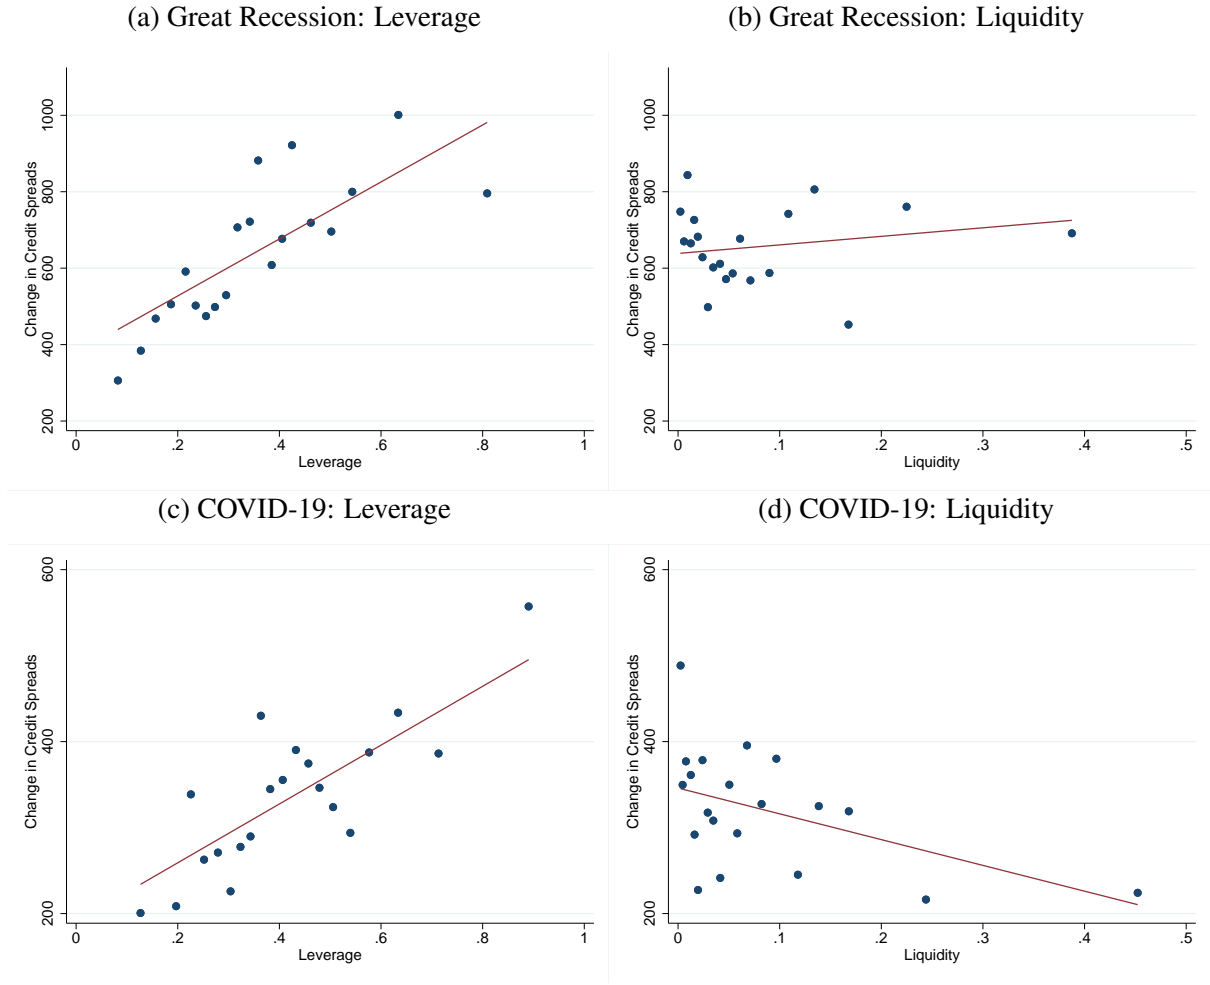 (a) Great Recession: Leverage
Change in Credit Spreads
1000
800
600
400
200
0 .2 .4 .6 .8 1
Leverage
(b) Great Recession: Liquidity
Change in Credit Spreads
1000
800
600
400
200
0 .1 .2 .3 .4 .5
Liquidity
(c) COVID-19: Leverage
Change in Credit Spreads
600
400
200
0 .2 .4 .6 .8 1
Leverage
(d) COVID-19: Liquidity
Change in Credit Spreads
600
400
200
0 .1 .2 .3 .4 .5
Liquidity